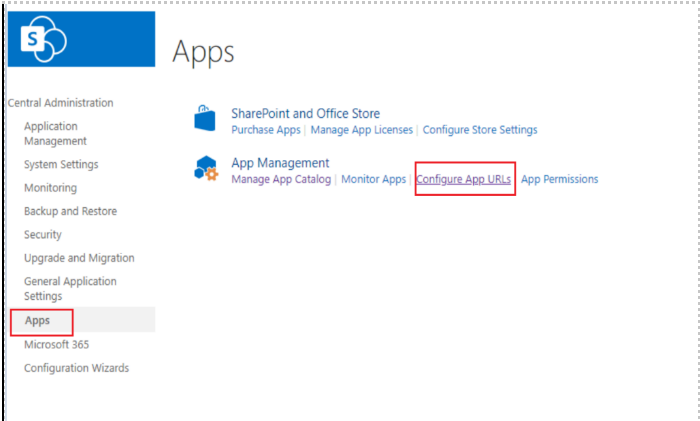 S
Apps
Central Administration
Application
Management
System Settings
Monitoring
Backup and Restore
Security
Upgrade and Migration
General Application
Settings
Apps
Microsoft 365
Configuration Wizards
SharePoint and Office Store
Purchase Apps | Manage App Licenses | Configure Store Settings
App Management
Manage App Catalog | Monitor Apps | Configure App URLs App Permissions